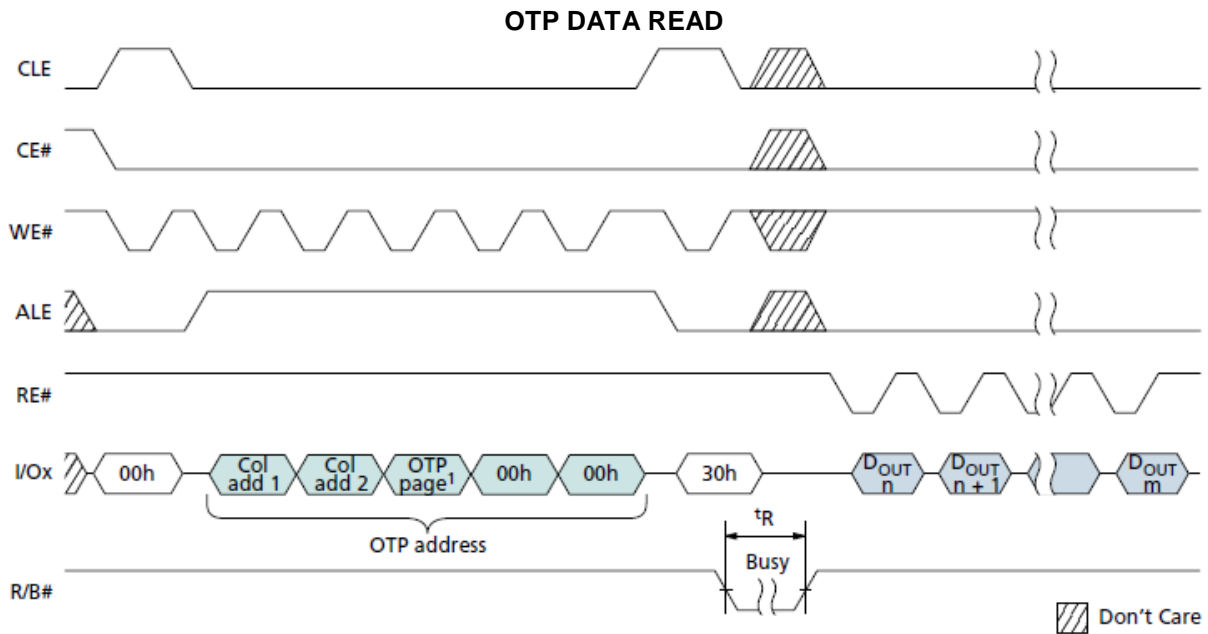 OTP DATA READ
CLE
CE#
WE#
ALE
RE#
I/Ox
00h
Col
add 1
Col
add 2
OTP
page1
00h
00h
30h
DOUT
n
DOUT
n + 1
DOUT
m
OTP address
tR
Busy
R/B#
Don't Care